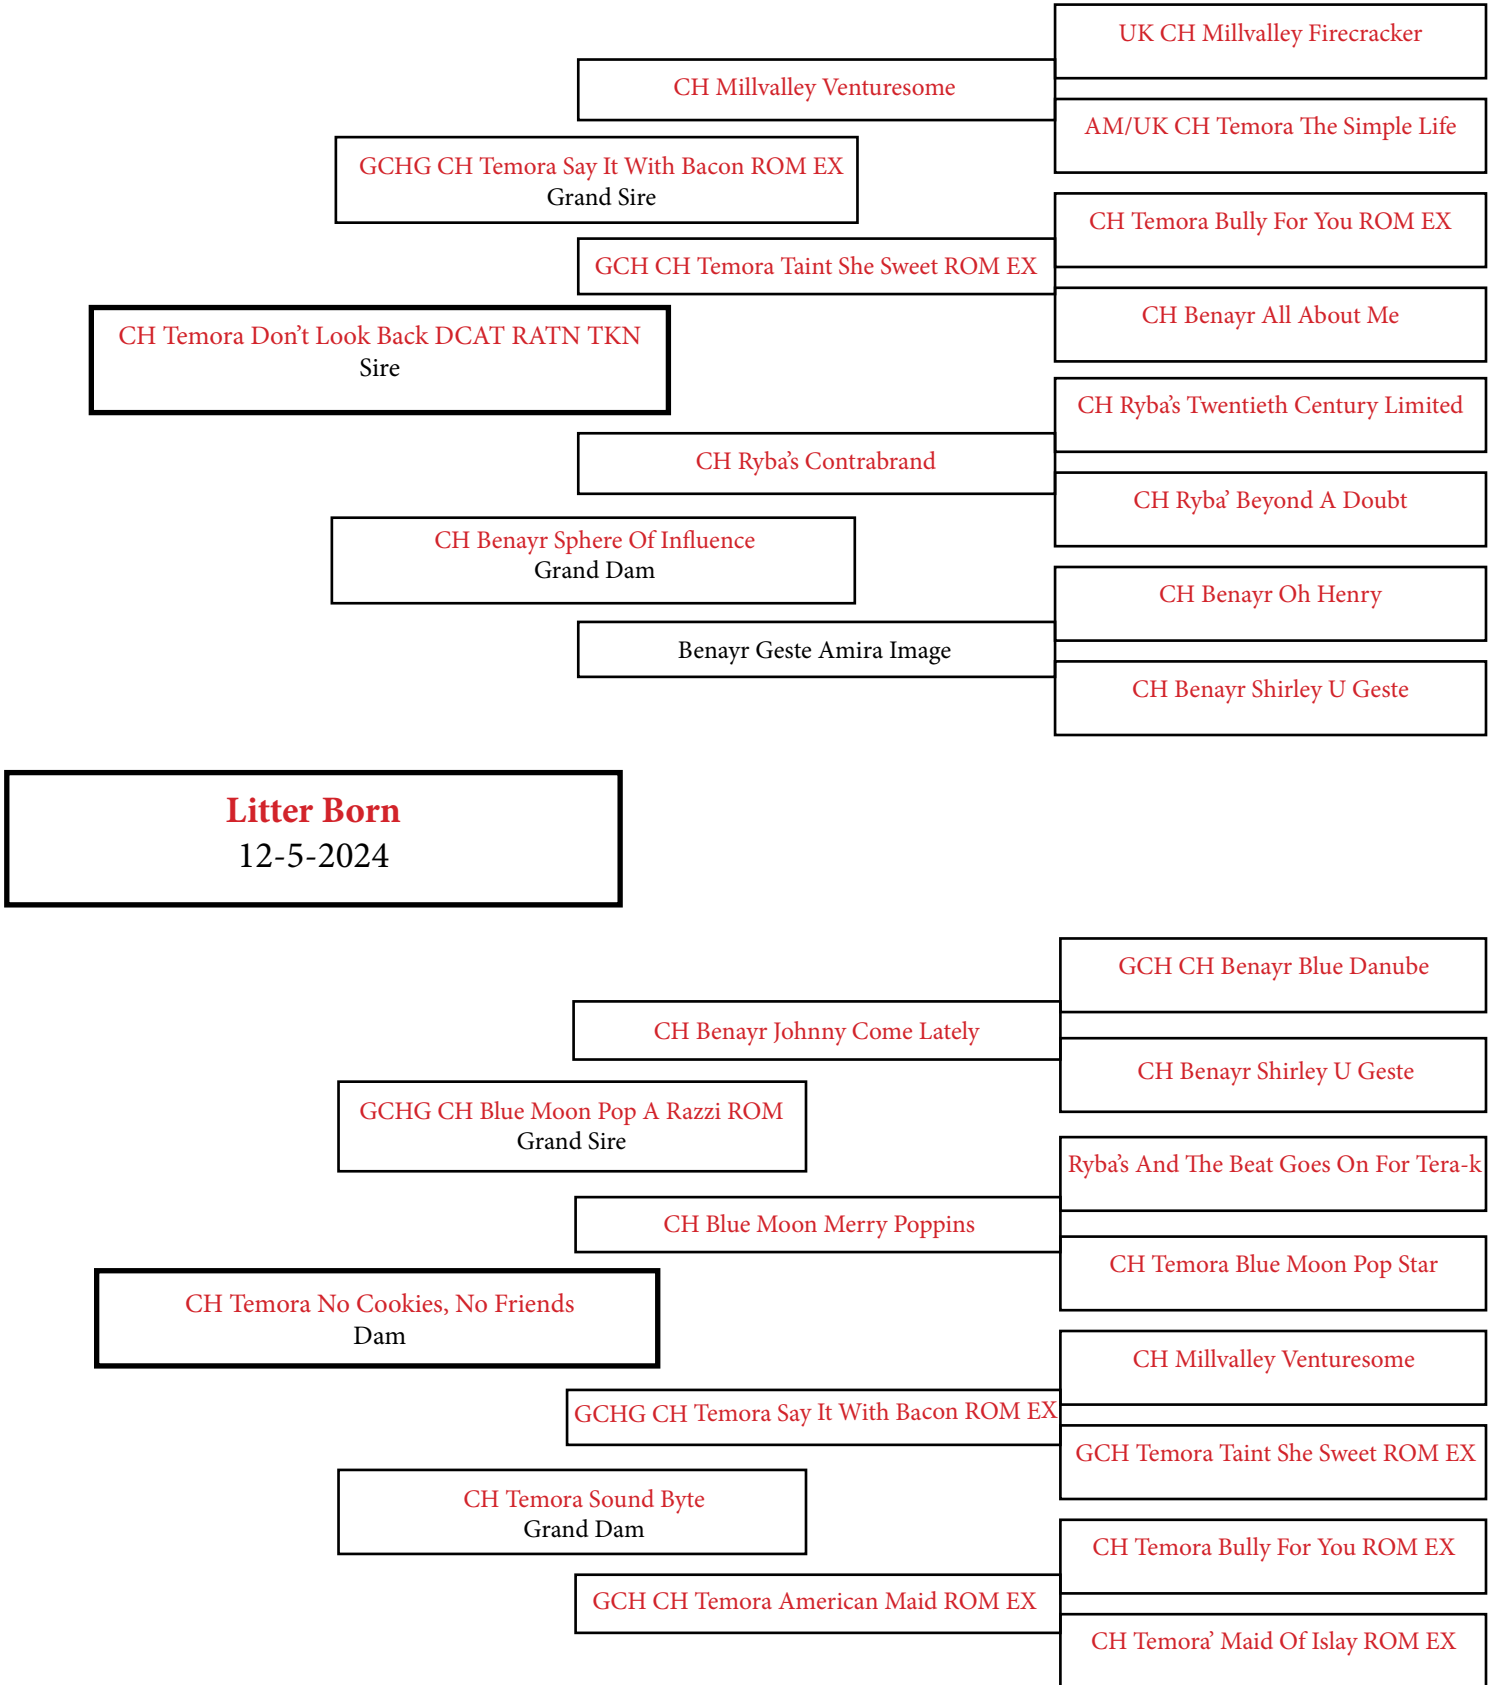 UK CH Millvalley Firecracker
CH Millvalley Venturesome
AM/UK CH Temora The Simple Life
GCHG CH Temora Say It With Bacon ROM EX
Grand Sire
CH Temora Bully For You ROM EX
GCH CH Temora Taint She Sweet ROM EX
CH Benayr All About Me
CH Temora Don't Look Back DCAT RATN TKN
Sire
CH Ryba's Twentieth Century Limited
CH Ryba's Contrabrand
CH Ryba' Beyond A Doubt
CH Benayr Sphere Of Influence
Grand Dam
CH Benayr Oh Henry
Benayr Geste Amira Image
CH Benayr Shirley U Geste
Litter Born
12-5-2024
GCH CH Benayr Blue Danube
CH Benayr Johnny Come Lately
CH Benayr Shirley U Geste
GCHG CH Blue Moon Pop A Razzi ROM
Grand Sire
Ryba's And The Beat Goes On For Tera-k
CH Blue Moon Merry Poppins
CH Temora Blue Moon Pop Star
CH Temora No Cookies, No Friends
Dam
CH Millvalley Venturesome
GCHG CH Temora Say It With Bacon ROM EX
GCH Temora Taint She Sweet ROM EX
CH Temora Sound Byte
Grand Dam
CH Temora Bully For You ROM EX
GCH CH Temora American Maid ROM EX
CH Temora' Maid Of Islay ROM EX